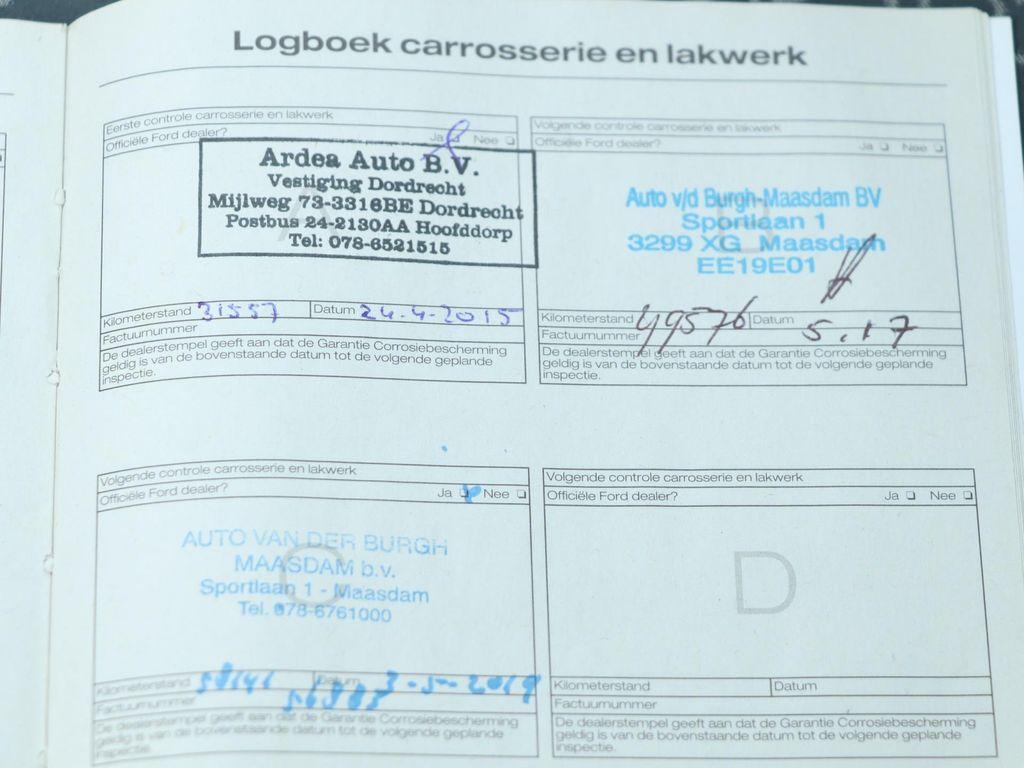 Logboek carrosserie en lakwerk
Eerste controle carrosserie en lakwerk
Officiële Ford dealer? Ja Nee
Ardea Auto B.V.
Vestiging Dordrecht
Mijlweg 73-3316BE Dordrecht
Postbus 24-2130AA Hoofddorp
Tel: 078-6521515
Kilometerstand 31557 Datum 24-4-2015
Factuurnummer
De dealerstempel geeft aan dat de Garantie Corrosiebescherming
geldig is van de bovenstaande datum tot de volgende geplande
inspectie.
Volgende controle carrosserie en lakwerk
Officiële Ford dealer? Ja Nee
Auto v/d Burgh-Maasdam BV
Sportlaan 1
3299 XG Maasdam
EE19E01
Kilometerstand 49576 Datum 5.17
Factuurnummer
De dealerstempel geeft aan dat de Garantie Corrosiebescherming
geldig is van de bovenstaande datum tot de volgende geplande
inspectie.
Volgende controle carrosserie en lakwerk
Officiële Ford dealer? Ja Nee
C
AUTO VAN DER BURGH
MAASDAM b.v.
Sportlaan 1 - Maasdam
Tel. 078-6761000
Kilometerstand Datum 3-5-2019
Factuurnummer
De dealerstempel geeft aan dat de Garantie Corrosiebescherming
geldig is van de bovenstaande datum tot de volgende geplande
inspectie.
Volgende controle carrosserie en lakwerk
Officiële Ford dealer? Ja Nee
D
Kilometerstand Datum
Factuurnummer
De dealerstempel geeft aan dat de Garantie Corrosiebescherming
geldig is van de bovenstaande datum tot de volgende geplande
inspectie.